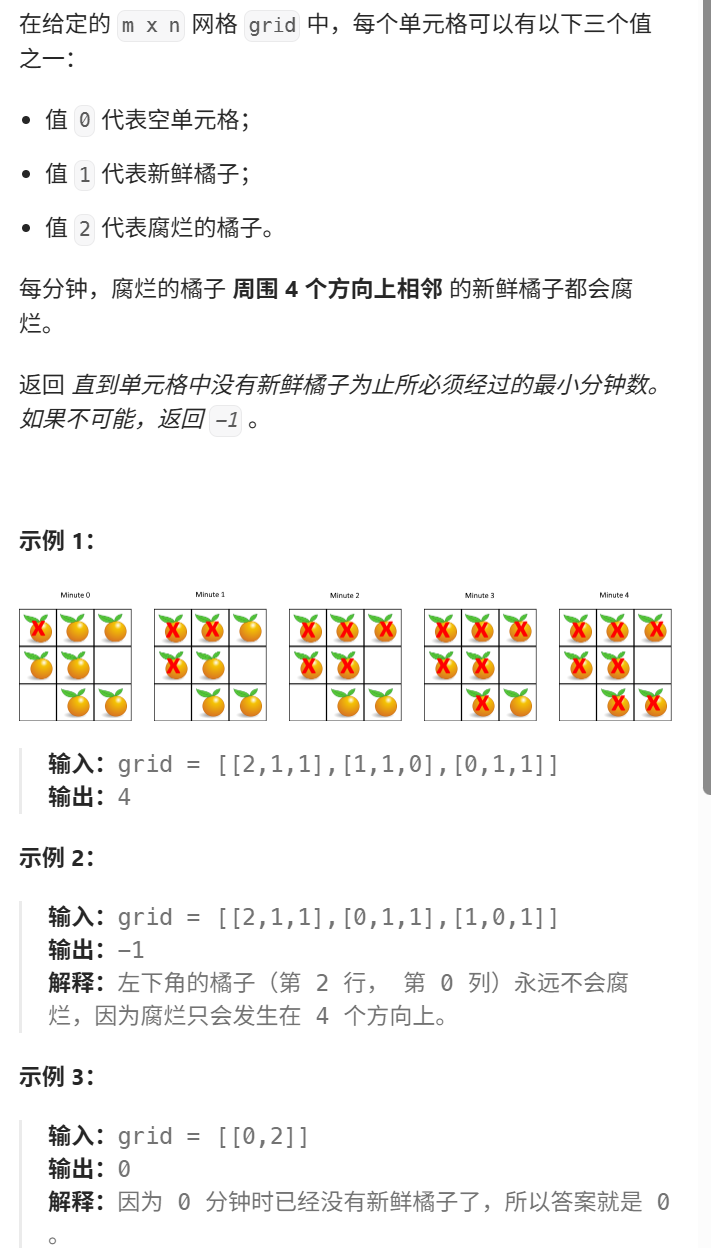 在给定的 m x n 网格 grid 中，每个单元格可以有以下三个值
之一：
• 值 0 代表空单元格；
• 值 1 代表新鲜橘子；
• 值 2 代表腐烂的橘子。
每分钟，腐烂的橘子 周围 4 个方向上相邻 的新鲜橘子都会腐
烂。
返回 直到单元格中没有新鲜橘子为止所必须经过的最小分钟数。
如果不可能，返回 -1 。
示例 1：
Minute 0 Minute 1 Minute 2 Minute 3 Minute 4
输入：grid = [[2,1,1],[1,1,0],[0,1,1]]
输出：4
示例 2：
输入：grid = [[2,1,1],[0,1,1],[1,0,1]]
输出：-1
解释：左下角的橘子（第 2 行， 第 0 列）永远不会腐
烂，因为腐烂只会发生在 4 个方向上。
示例 3：
输入：grid = [[0,2]]
输出：0
解释：因为 0 分钟时已经没有新鲜橘子了，所以答案就是 0
。